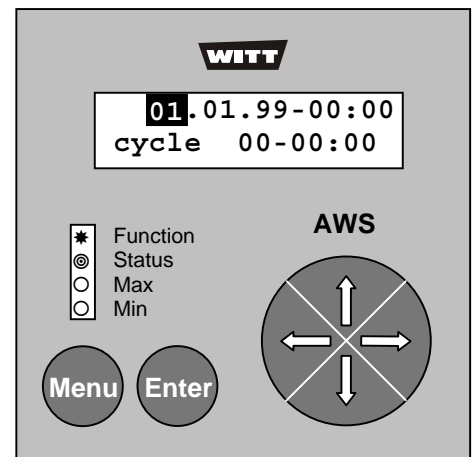 WITT
01.01.99-00:00
cycle 00-00:00
AWS
Function
Status
Max
Min
Menu
Enter